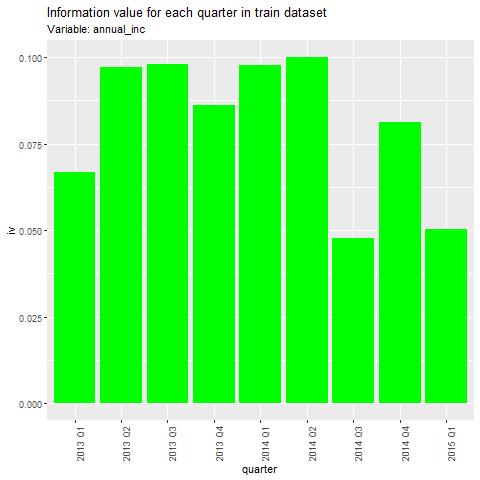 Information value for each quarter in train dataset
Variable: annual_inc
0.100
0.075
0.050
0.025
0.000
.iv
2013 Q1
2013 Q2
2013 Q3
2013 Q4
2014 Q1
2014 Q2
2014 Q3
2014 Q4
2015 Q1
quarter